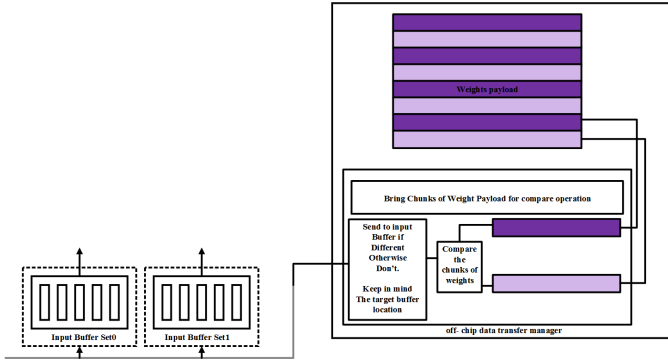 Weights payload
Bring Chunks of Weight Payload for compare operation
Send to input
Buffer if
Different
Otherwise
Don't.
Keep in mind
The target buffer
location
Compare
the
chunks of
weights
off- chip data transfer manager
Input Buffer Set0
Input Buffer Set1